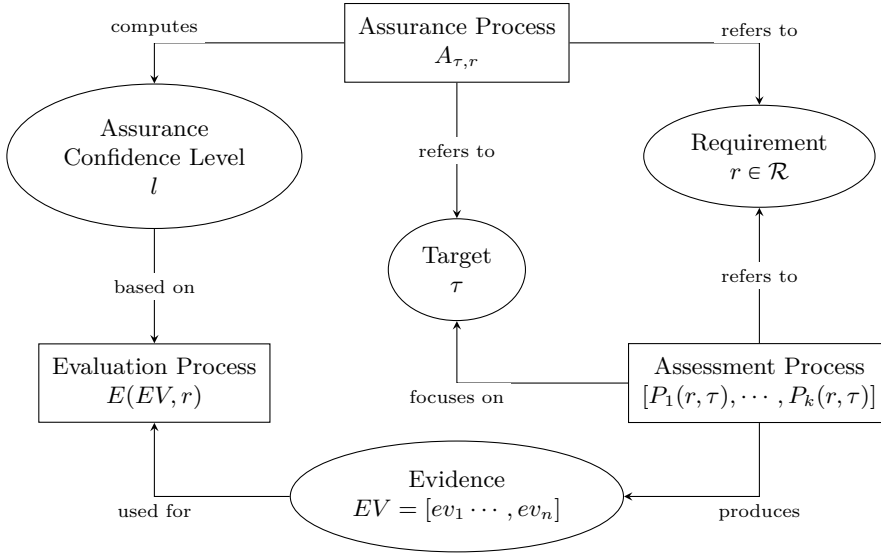 computes
Assurance Process
A_{τ,r}
refers to
Assurance
Confidence Level
l
refers to
Requirement
r ∈ ℛ
Target
τ
based on
refers to
Evaluation Process
E(EV, r)
Assessment Process
[P_1(r, τ), ⋯ , P_k(r, τ)]
focuses on
Evidence
EV = [ev_1 ⋯ , ev_n]
used for
produces